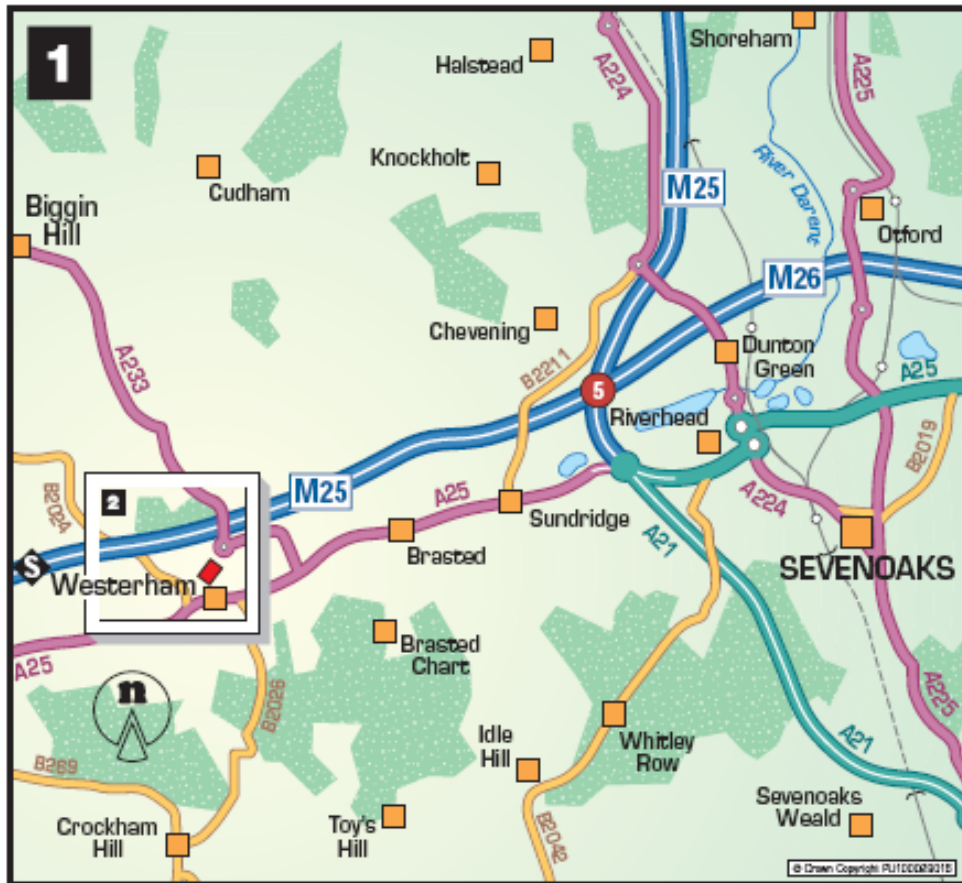 1
Halstead
Shoreham
A224
A225
Knockholt
Cudham
M25
River Darent
Biggin
Hill
Otford
M26
Chevening
Dunton
Green
A233
B2211
5
A25
Riverhead
B2019
2
M25
B2024
A25
Sundridge
A224
S
Brasted
A21
SEVENOAKS
Westerham
Brasted
Chart
A25
n
B2026
A225
Idle
Hill
Whitley
Row
A21
B269
Sevenoaks
Weald
Crockham
Hill
Toy's
Hill
B2042